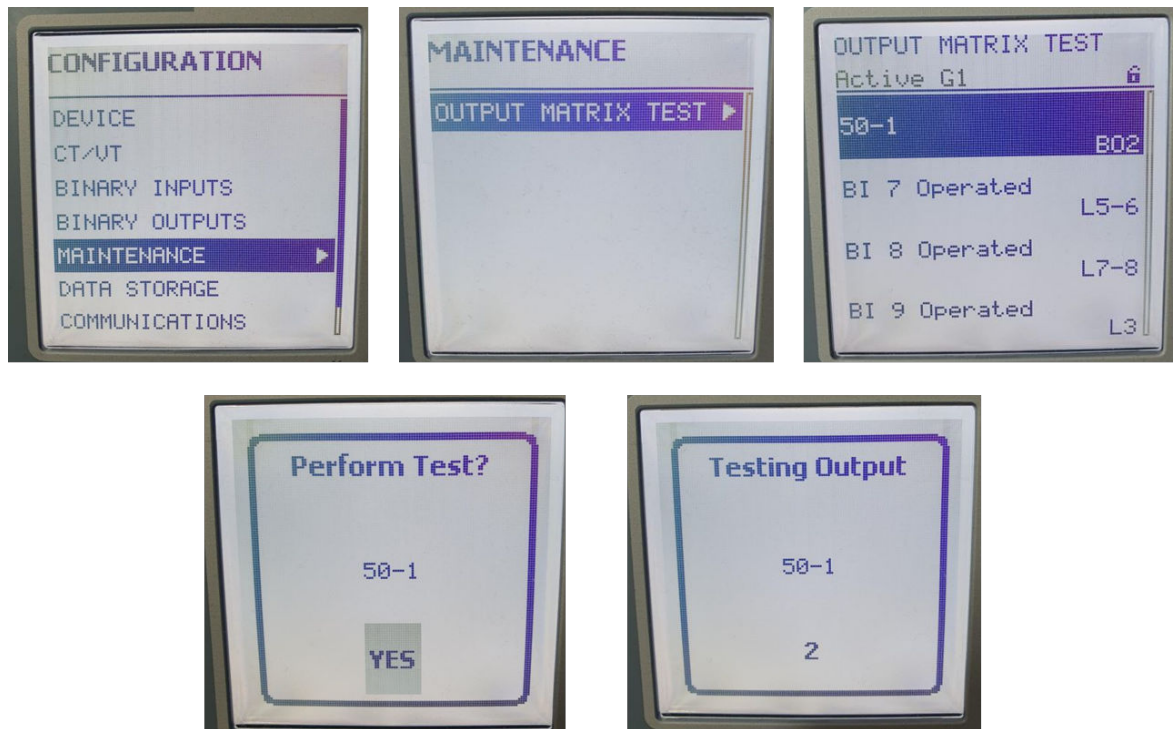 CONFIGURATION
DEVICE
CT/VT
BINARY INPUTS
BINARY OUTPUTS
MAINTENANCE
DATA STORAGE
COMMUNICATIONS
MAINTENANCE
OUTPUT MATRIX TEST
OUTPUT MATRIX TEST
Active G1
50-1
BO2
BI 7 Operated
L5-6
BI 8 Operated
L7-8
BI 9 Operated
L3
Perform Test?
50-1
YES
Testing Output
50-1
2